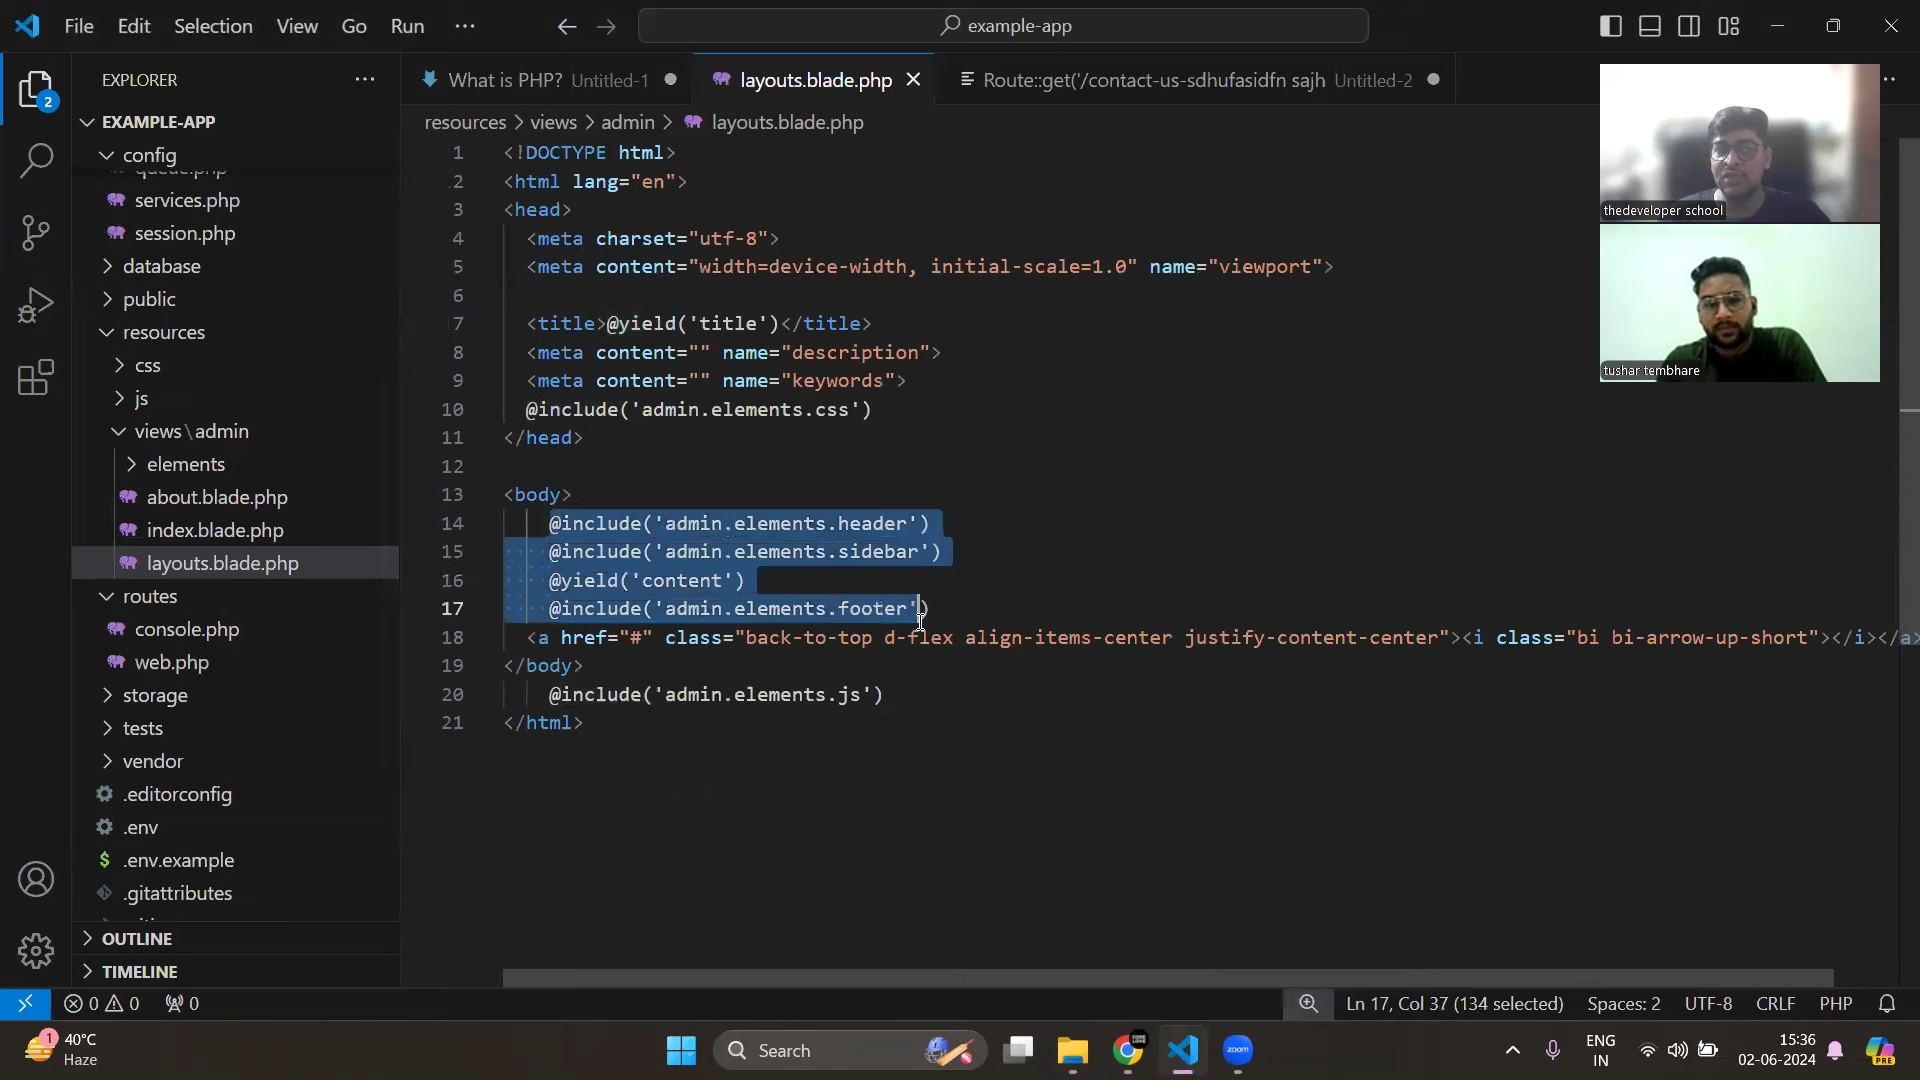 File Edit Selection View Go Run ···
example-app
EXPLORER
What is PHP? Untitled-1
layouts.blade.php
Route::get('/contact-us-sdhufasidfn sajh Untitled-2
EXAMPLE-APP
config
queue.php
services.php
session.php
database
public
resources
css
js
views\admin
elements
about.blade.php
index.blade.php
layouts.blade.php
routes
console.php
web.php
storage
tests
vendor
.editorconfig
.env
$ .env.example
.gitattributes
OUTLINE
TIMELINE
resources > views > admin > layouts.blade.php
1 <!DOCTYPE html>
2 <html lang="en">
3 <head>
4 <meta charset="utf-8">
5 <meta content="width=device-width, initial-scale=1.0" name="viewport">
6
17 <title>@yield('title')</title>
8 <meta content="" name="description">
9 <meta content="" name="keywords">
10 @include('admin.elements.css')
11 </head>
12
13 <body>
14 @include('admin.elements.header')
15 @include('admin.elements.sidebar')
16 @yield('content')
17 @include('admin.elements.footer')
18 <a href="#" class="back-to-top d-flex align-items-center justify-content-center"><i class="bi bi-arrow-up-short"></i></a>
19 </body>
20 @include('admin.elements.js')
21 </html>
thedeveloper school
tushar tembhare
2
0 0 0
Ln 17, Col 37 (134 selected) Spaces: 2 UTF-8 CRLF PHP
1
40°C
Haze
Search
zoom
PRE
ENG
IN
15:36
02-06-2024